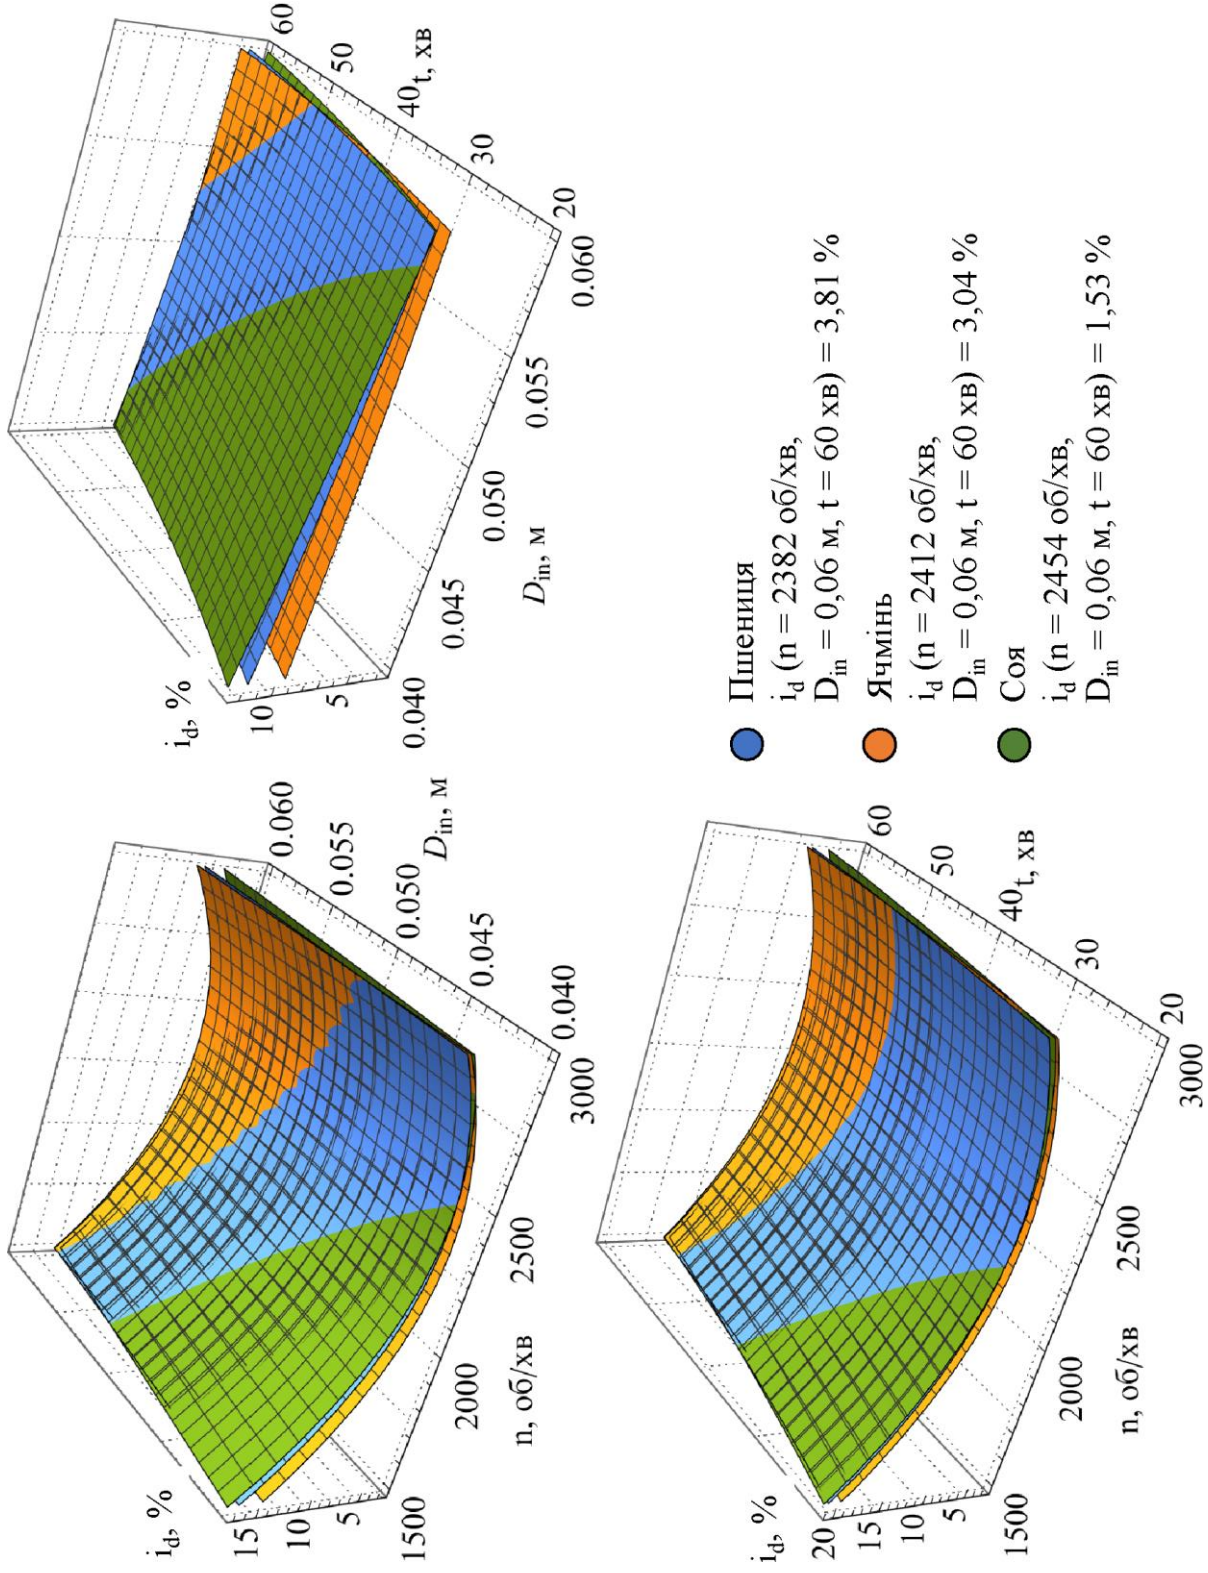 i_d, %
15
10
5
1500
2000
2500
3000
n, об/хв
0.060
0.055
0.050
0.045
0.040
D_in, м
i_d, %
10
5
0.040
0.045
0.050
0.055
0.060
D_in, м
60
50
40
30
20
t, хв
i_d, %
20
15
10
5
1500
2000
2500
3000
n, об/хв
60
50
40
30
20
t, хв
Пшениця
i_d (n = 2382 об/хв,
D_in = 0,06 м, t = 60 хв) = 3,81 %
Ячмінь
i_d (n = 2412 об/хв,
D_in = 0,06 м, t = 60 хв) = 3,04 %
Соя
i_d (n = 2454 об/хв,
D_in = 0,06 м, t = 60 хв) = 1,53 %